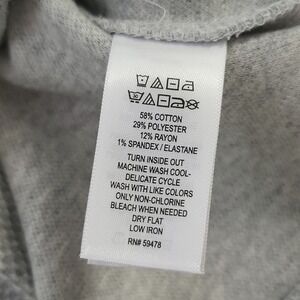 58% COTTON
29% POLYESTER
12% RAYON
1% SPANDEX / ELASTANE
TURN INSIDE OUT
MACHINE WASH COOL-
DELICATE CYCLE
WASH WITH LIKE COLORS
ONLY NON-CHLORINE
BLEACH WHEN NEEDED
DRY FLAT
LOW IRON
RN# 59478